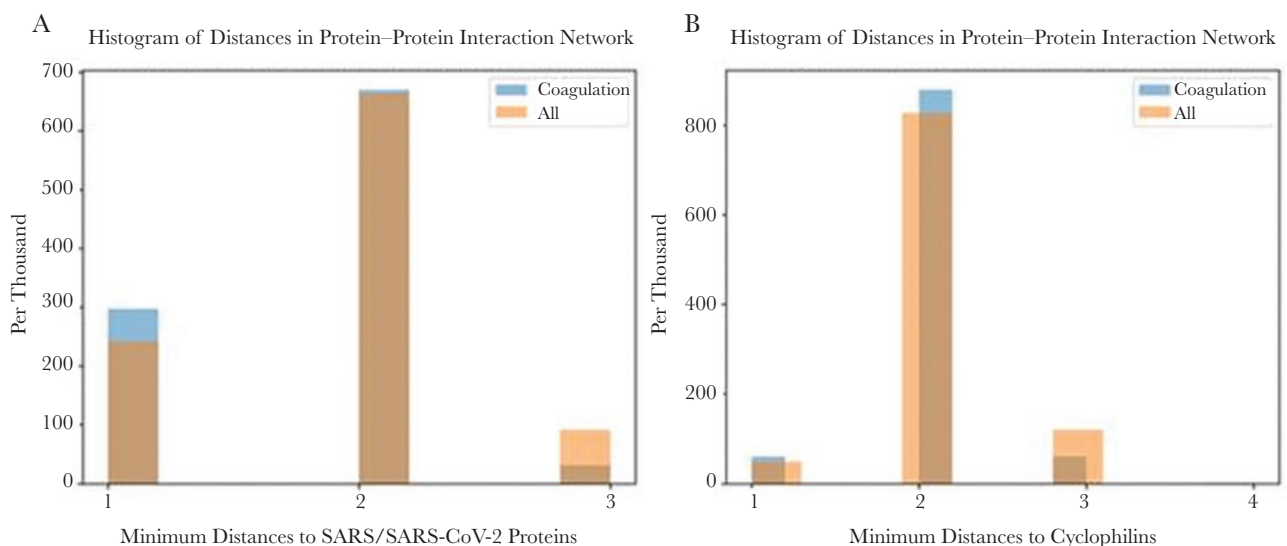 A
Histogram of Distances in Protein–Protein Interaction Network
700
600
500
400
300
200
100
0
Per Thousand
Coagulation
All
1
2
3
Minimum Distances to SARS/SARS-CoV-2 Proteins
B
Histogram of Distances in Protein–Protein Interaction Network
800
600
400
200
0
Per Thousand
Coagulation
All
1
2
3
4
Minimum Distances to Cyclophilins